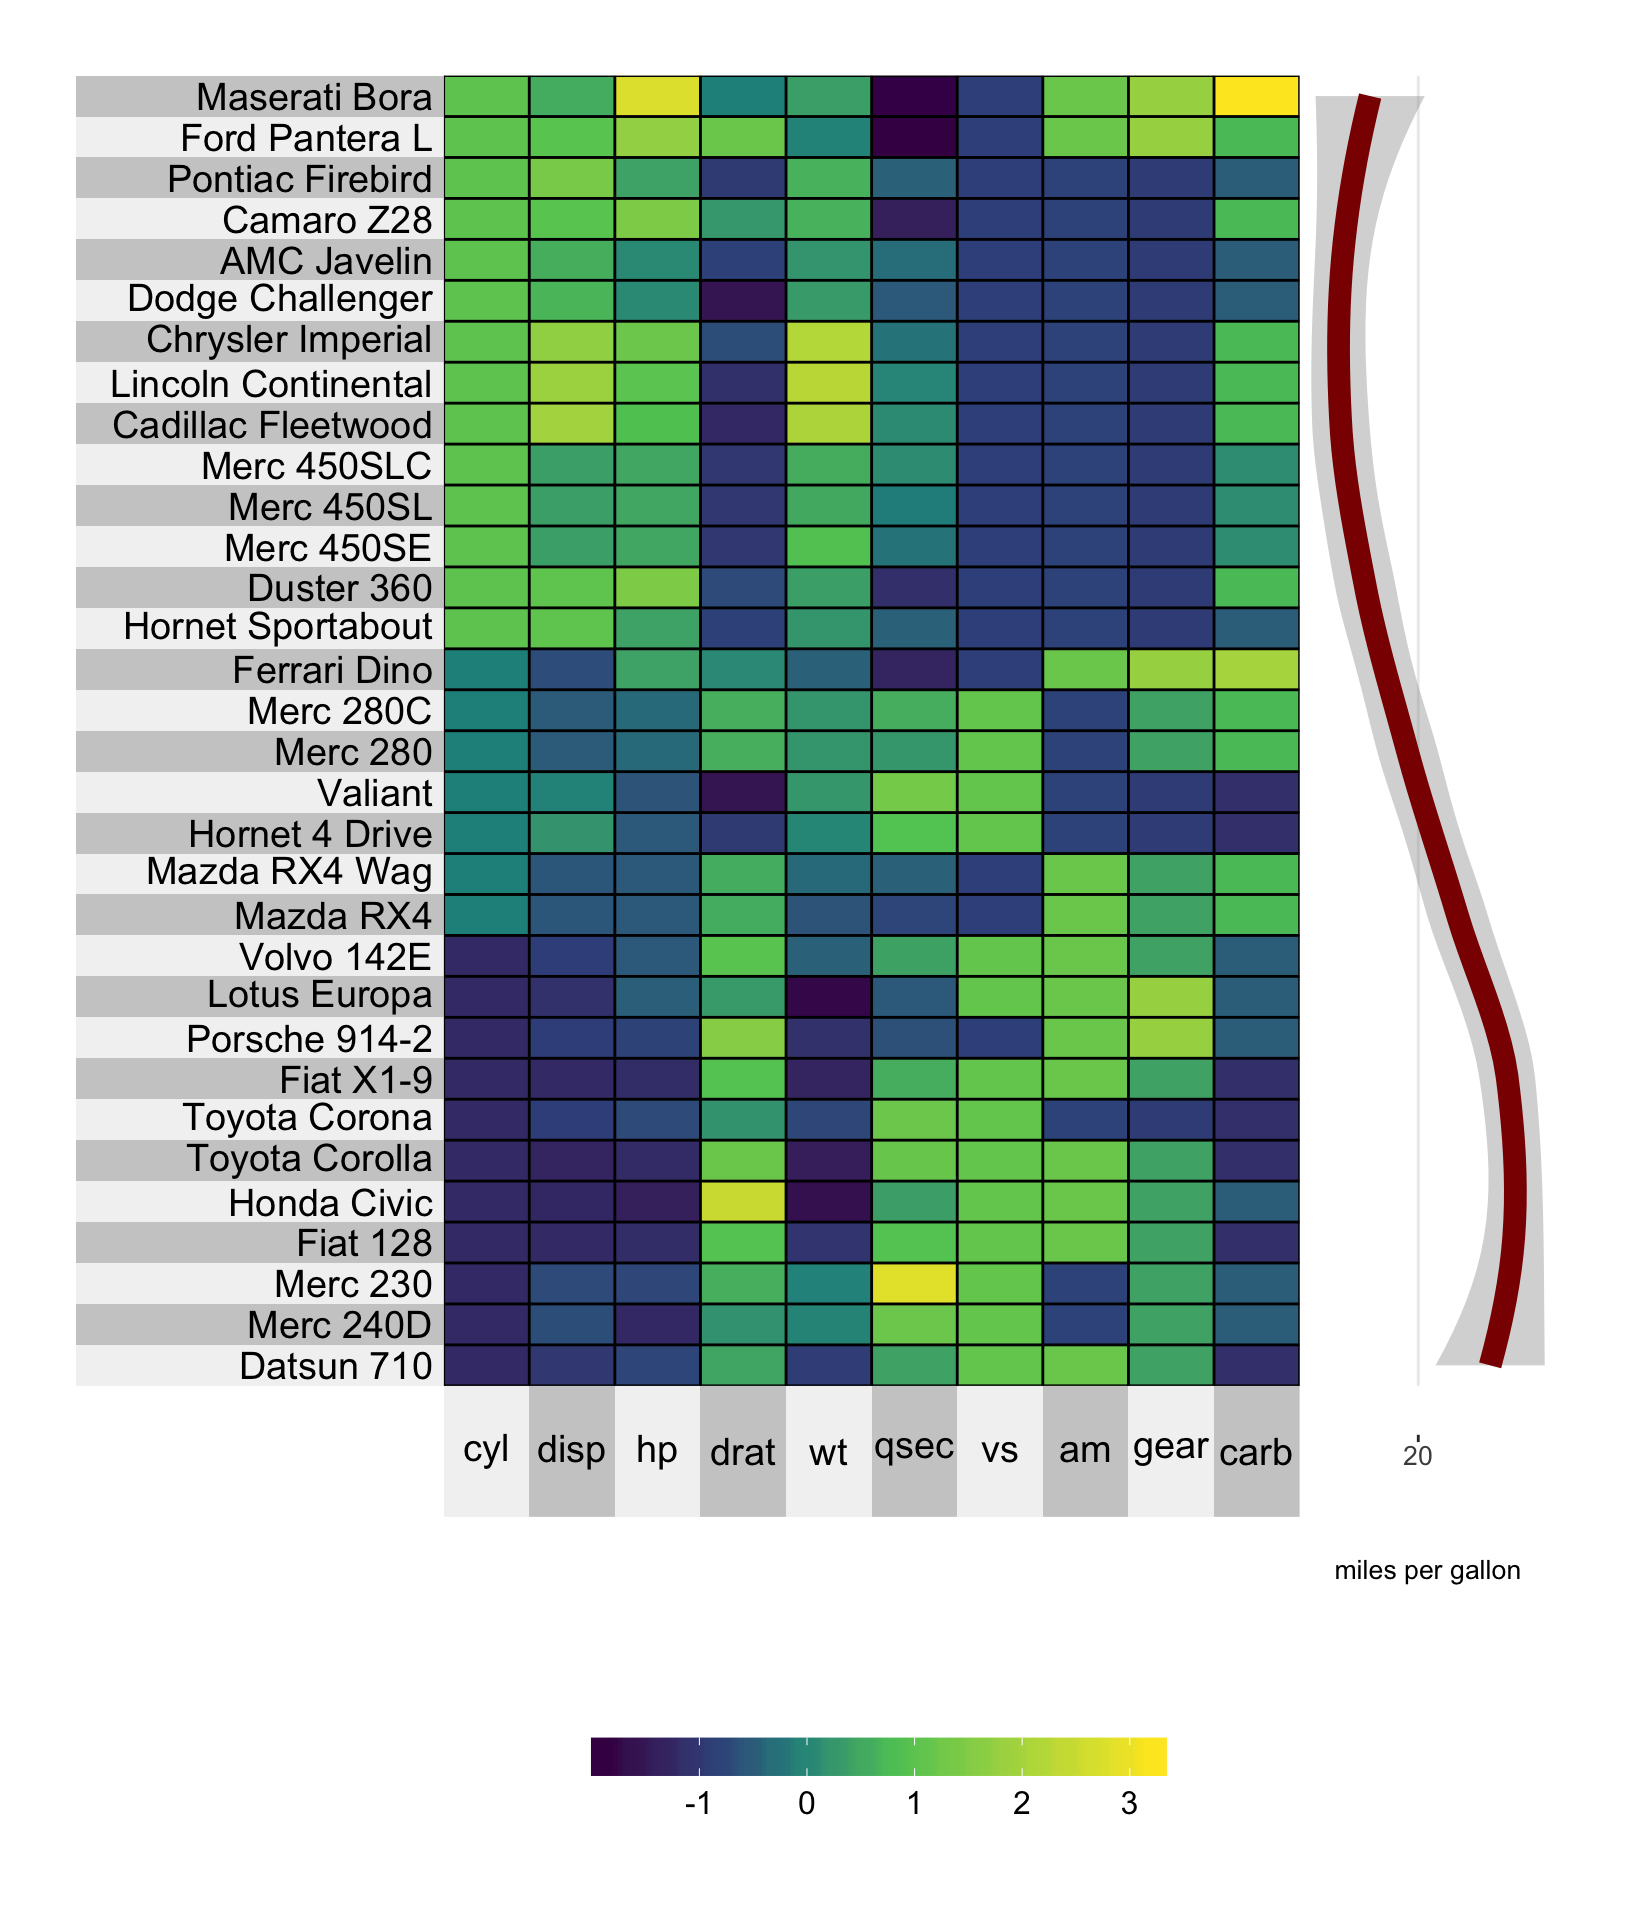 Maserati Bora
Ford Pantera L
Pontiac Firebird
Camaro Z28
AMC Javelin
Dodge Challenger
Chrysler Imperial
Lincoln Continental
Cadillac Fleetwood
Merc 450SLC
Merc 450SL
Merc 450SE
Duster 360
Hornet Sportabout
Ferrari Dino
Merc 280C
Merc 280
Valiant
Hornet 4 Drive
Mazda RX4 Wag
Mazda RX4
Volvo 142E
Lotus Europa
Porsche 914-2
Fiat X1-9
Toyota Corona
Toyota Corolla
Honda Civic
Fiat 128
Merc 230
Merc 240D
Datsun 710
cyl disp hp drat wt qsec vs am gear carb 20
miles per gallon
-1 0 1 2 3